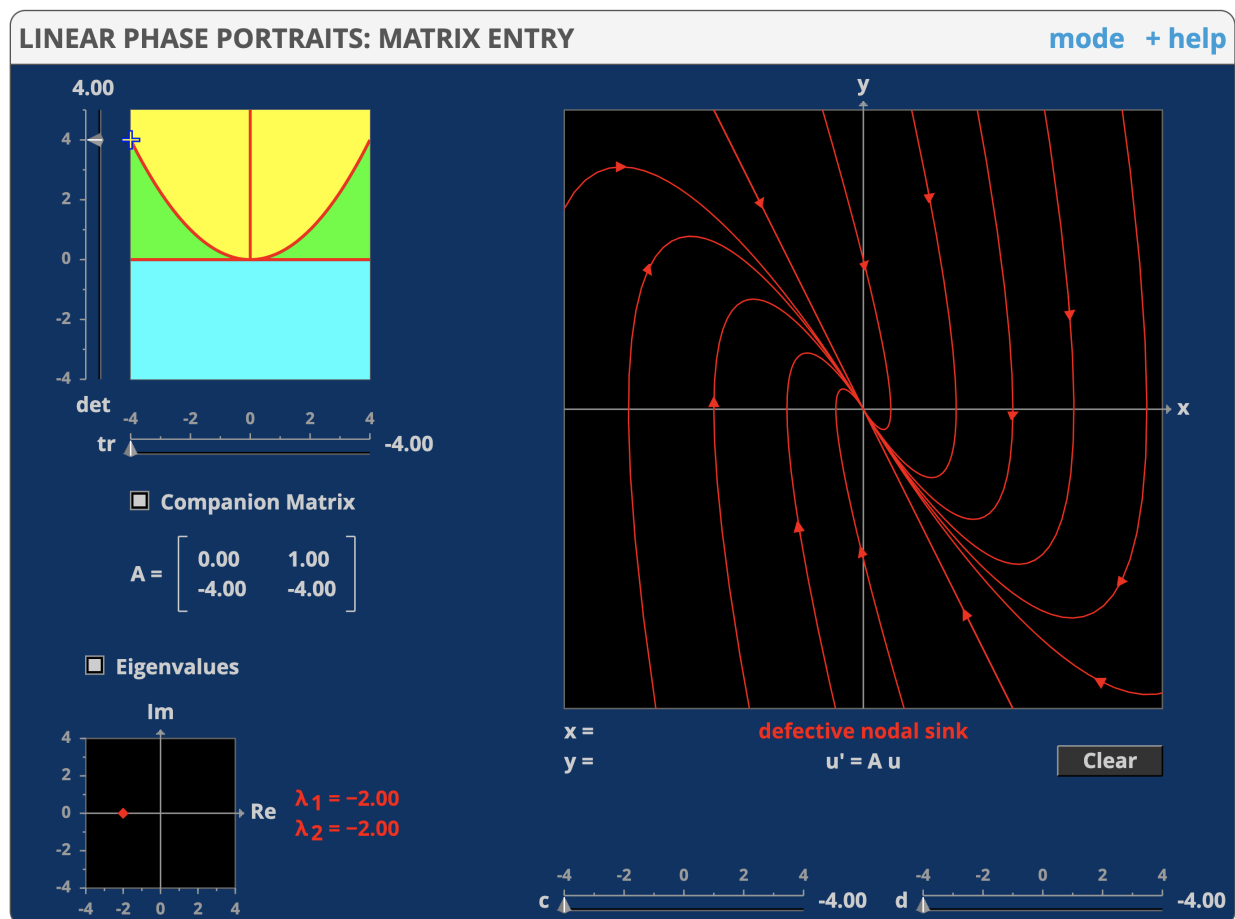 LINEAR PHASE PORTRAITS: MATRIX ENTRY mode + help
4.00
y
4
2
0
-2
-4
det
-4 -2 0 2 4
tr -4.00
x
Companion Matrix
A = 0.00 1.00
-4.00 -4.00
Eigenvalues
Im
4
2
0
-2
-4
Re
-4 -2 0 2 4
λ1 = −2.00
λ2 = −2.00
x = defective nodal sink
y = u' = A u Clear
-4 -2 0 2 4
c -4.00
-4 -2 0 2 4
d -4.00